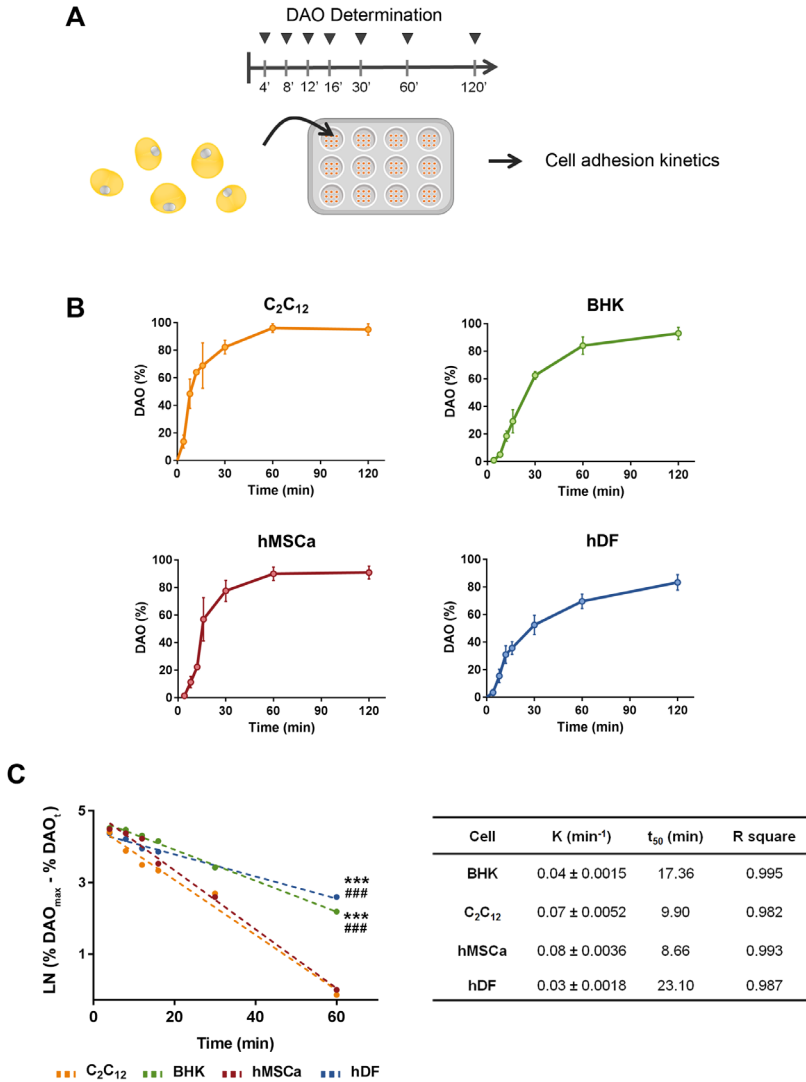 A
DAO Determination
4' 8' 12' 16' 30' 60' 120'
Cell adhesion kinetics
B
C₂C₁₂
DAO (%)
100
80
60
40
20
0
0 30 60 90 120
Time (min)
BHK
DAO (%)
100
80
60
40
20
0
0 30 60 90 120
Time (min)
hMSCa
DAO (%)
100
80
60
40
20
0
0 30 60 90 120
Time (min)
hDF
DAO (%)
100
80
60
40
20
0
0 30 60 90 120
Time (min)
C
LN (% DAOmax - % DAOt)
5
3
1
0 20 40 60
Time (min)
***
###
***
###
C₂C₁₂ BHK hMSCa hDF
Cell K (min⁻¹) t₅₀ (min) R square
BHK 0.04 ± 0.0015 17.36 0.995
C₂C₁₂ 0.07 ± 0.0052 9.90 0.982
hMSCa 0.08 ± 0.0036 8.66 0.993
hDF 0.03 ± 0.0018 23.10 0.987